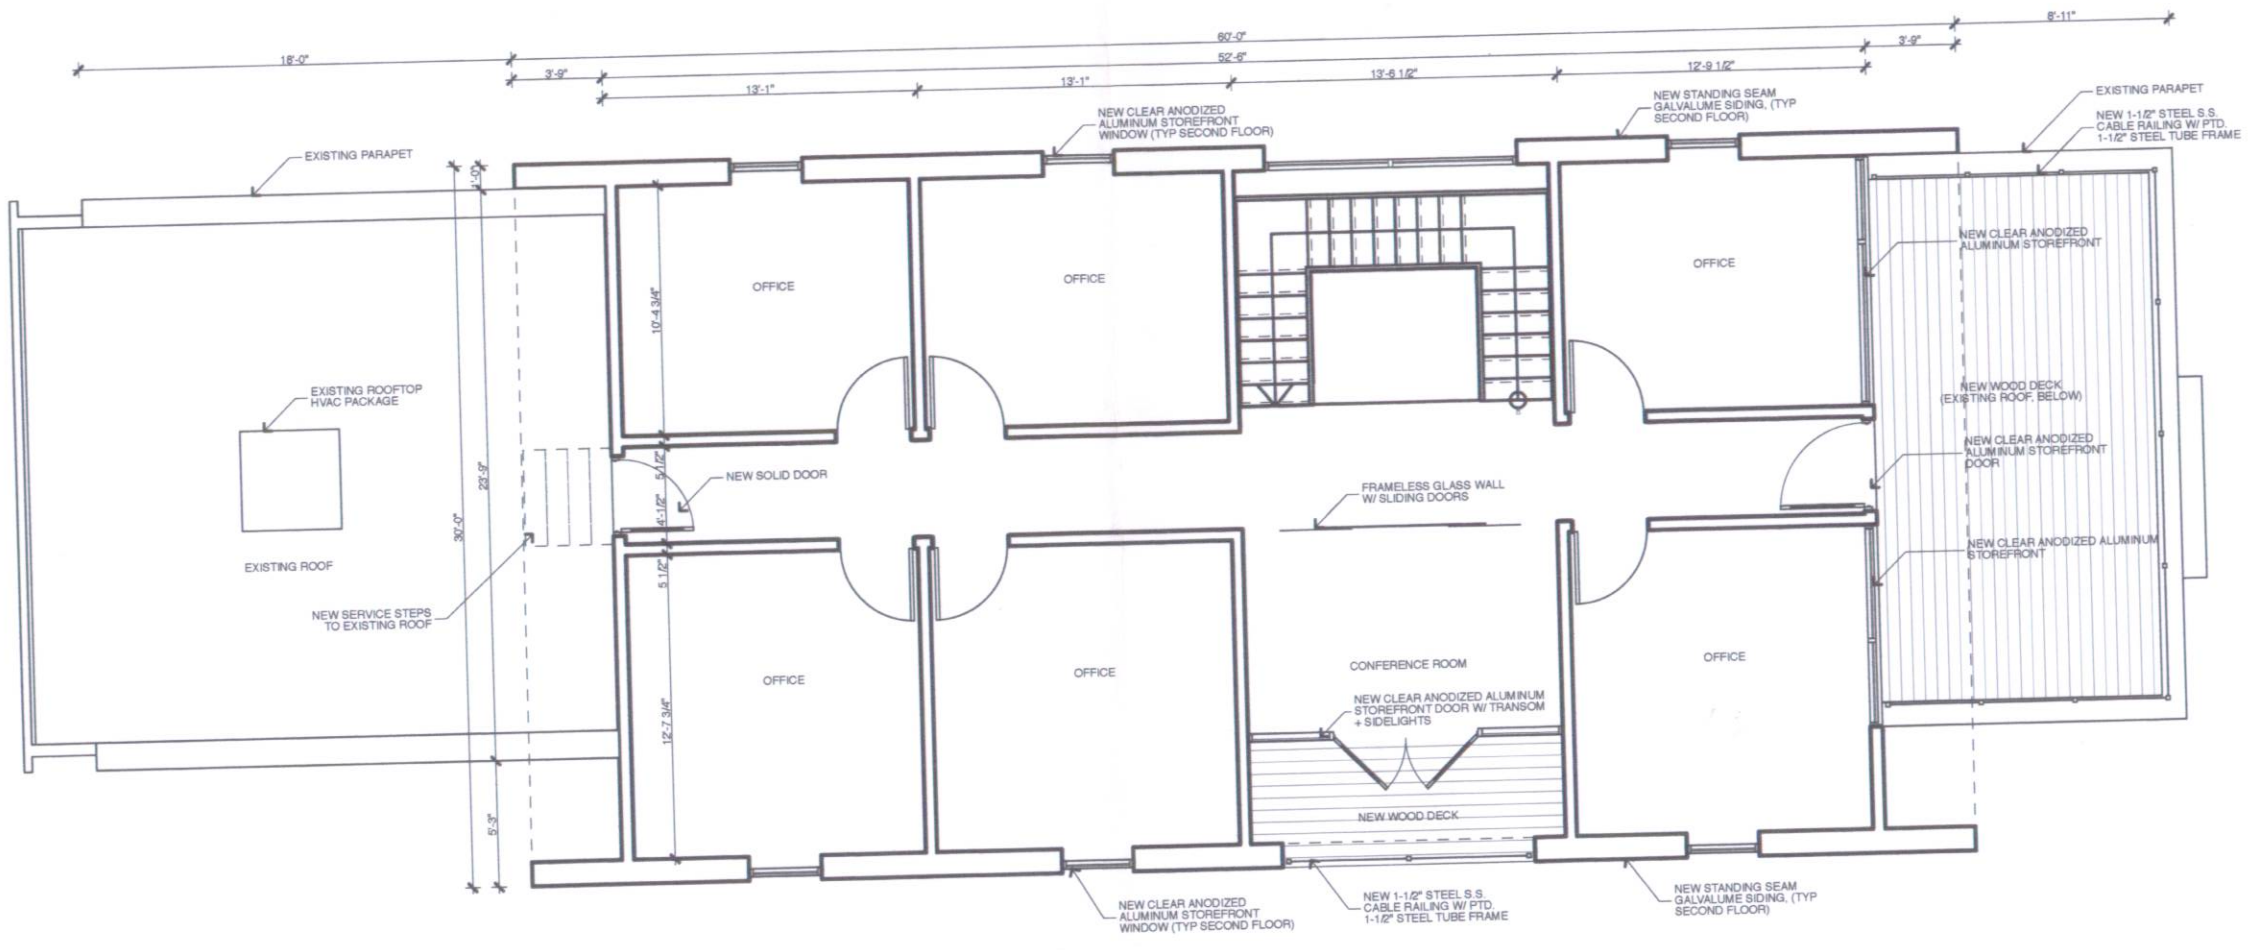 8'-11"
60'-0"
3'-9"
18'-0"
52'-6"
3'-9"
13'-6 1/2"
12'-9 1/2"
13'-1"
13'-1"
NEW CLEAR ANODIZED
ALUMINUM STOREFRONT
WINDOW (TYP SECOND FLOOR)
NEW STANDING SEAM
GALVALUME SIDING, (TYP
SECOND FLOOR)
EXISTING PARAPET
NEW 1-1/2" STEEL S.S.
CABLE RAILING W/ PTD.
1-1/2" STEEL TUBE FRAME
EXISTING PARAPET
1'-0"
NEW CLEAR ANODIZED
ALUMINUM STOREFRONT
OFFICE
OFFICE
OFFICE
10'-4 3/4"
EXISTING ROOFTOP
HVAC PACKAGE
NEW WOOD DECK
(EXISTING ROOF, BELOW)
NEW CLEAR ANODIZED
ALUMINUM STOREFRONT
DOOR
5 1/2"
NEW SOLID DOOR
FRAMELESS GLASS WALL
W/ SLIDING DOORS
23'-9"
30'-0"
4'-1/2"
NEW CLEAR ANODIZED ALUMINUM
STOREFRONT
EXISTING ROOF
5 1/2"
NEW SERVICE STEPS
TO EXISTING ROOF
OFFICE
OFFICE
CONFERENCE ROOM
OFFICE
NEW CLEAR ANODIZED ALUMINUM
STOREFRONT DOOR W/ TRANSOM
+ SIDELIGHTS
12'-7 3/4"
NEW WOOD DECK
5'-3"
NEW CLEAR ANODIZED
ALUMINUM STOREFRONT
WINDOW (TYP SECOND FLOOR)
NEW 1-1/2" STEEL S.S.
CABLE RAILING W/ PTD.
1-1/2" STEEL TUBE FRAME
NEW STANDING SEAM
GALVALUME SIDING, (TYP
SECOND FLOOR)